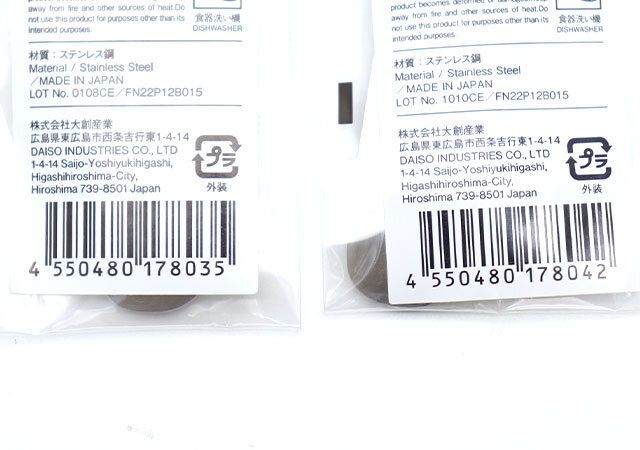 away from fire and other sources of heat.Do
not use this product for purposes other than its
intended purposes.
食器洗い機
DISHWASHER
材質：ステンレス鋼
Material / Stainless Steel
/MADE IN JAPAN
LOT No. 0108CE/FN22P12B015
株式会社大創産業
広島県東広島市西条吉行東1-4-14
DAISO INDUSTRIES CO., LTD
1-4-14 Saijo-Yoshiyukihigashi,
Higashihiroshima-City,
Hiroshima 739-8501 Japan
プラ
外装
4 550480 178035
product becomes deformed or
away from fire and other sources of heat.Do
not use this product for purposes other than its
intended purposes.
食器洗い機
DISHWASHER
材質：ステンレス鋼
Material / Stainless Steel
/MADE IN JAPAN
LOT No. 1010CE/FN22P12B015
株式会社大創産業
広島県東広島市西条吉行東1-4-14
DAISO INDUSTRIES CO., LTD
1-4-14 Saijo-Yoshiyukihigashi,
Higashihiroshima-City,
Hiroshima 739-8501 Japan
プラ
外装
4 550480 178042